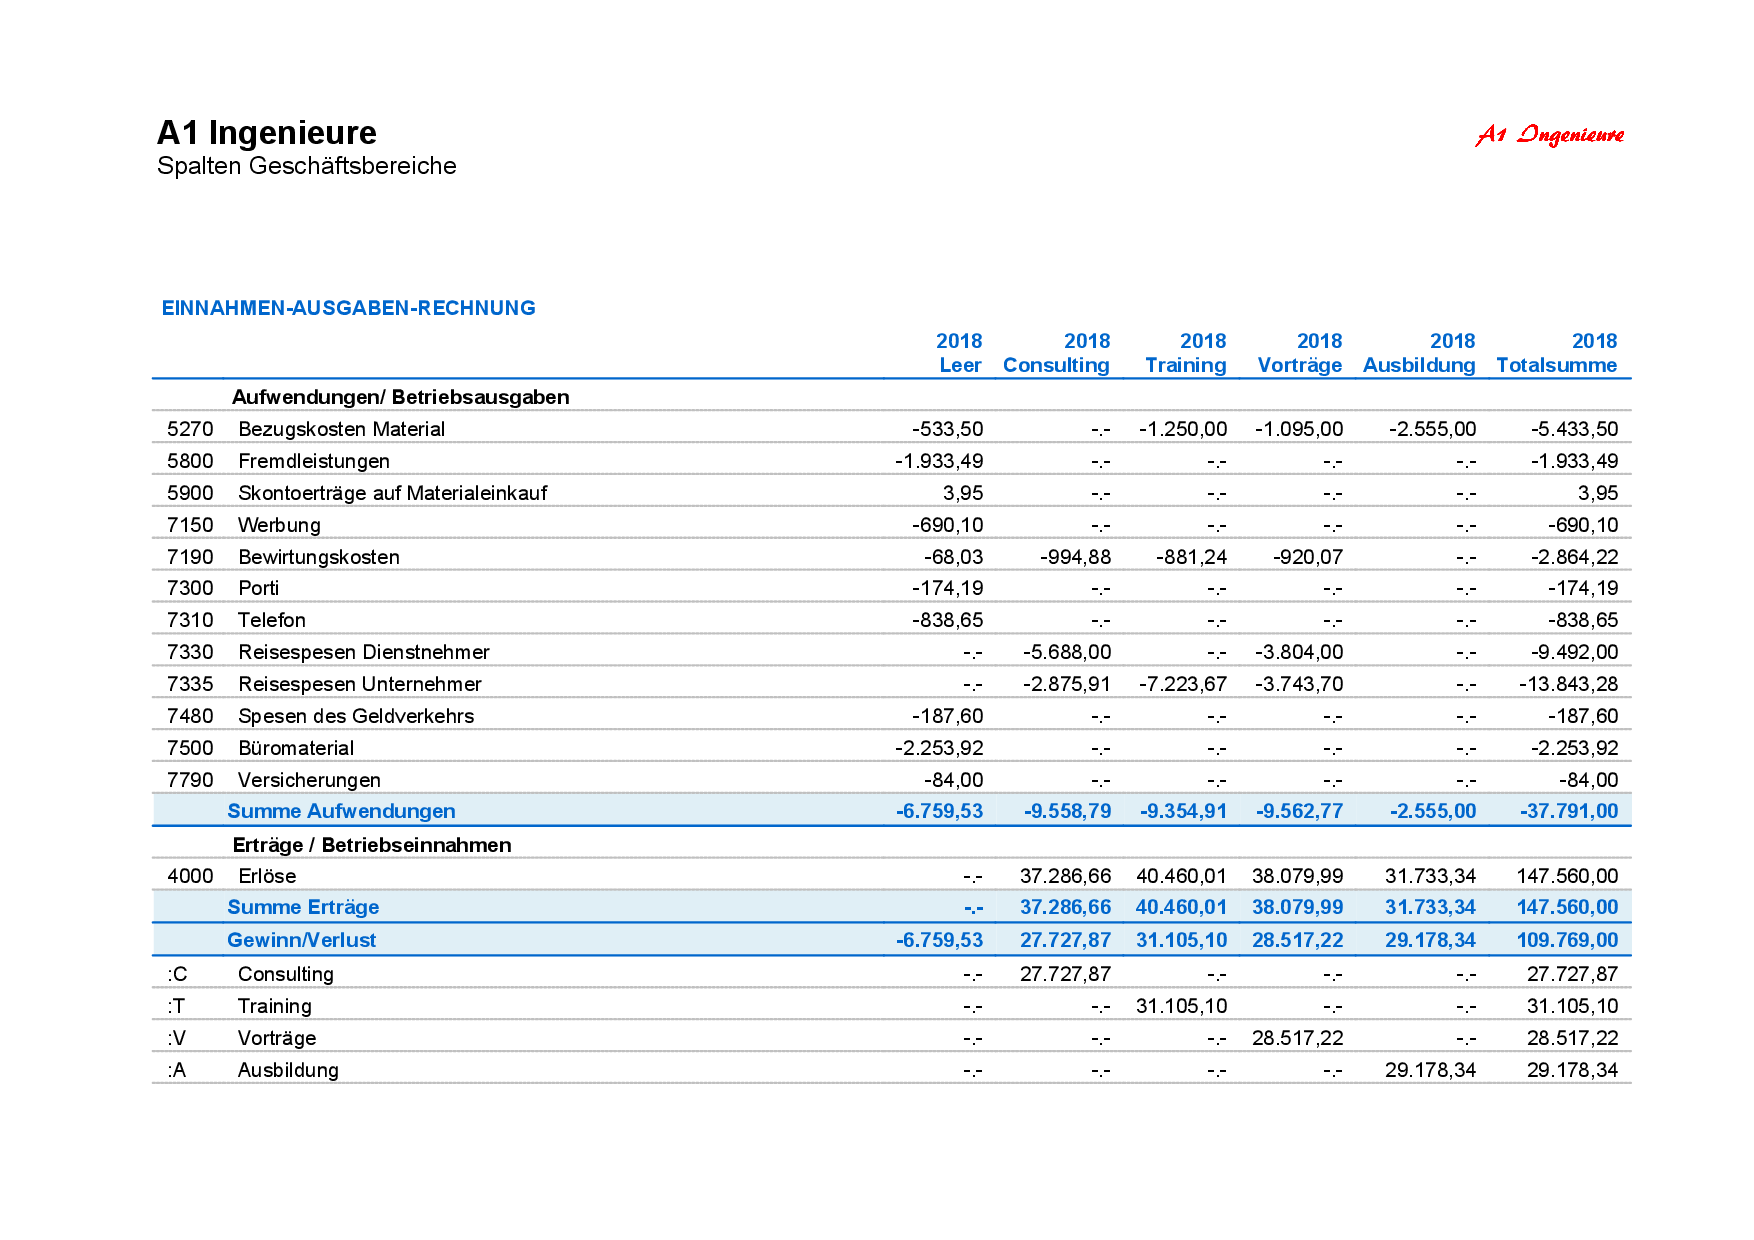 A1 Ingenieure
A1 Ingenieure
Spalten Geschäftsbereiche
EINNAHMEN-AUSGABEN-RECHNUNG
2018 2018 2018 2018 2018 2018
Leer Consulting Training Vorträge Ausbildung Totalsumme
Aufwendungen/ Betriebsausgaben
5270 Bezugskosten Material -533,50 -.- -1.250,00 -1.095,00 -2.555,00 -5.433,50
5800 Fremdleistungen -1.933,49 -.- -.- -.- -.- -1.933,49
5900 Skontoerträge auf Materialeinkauf 3,95 -.- -.- -.- -.- 3,95
7150 Werbung -690,10 -.- -.- -.- -.- -690,10
7190 Bewirtungskosten -68,03 -994,88 -881,24 -920,07 -.- -2.864,22
7300 Porti -174,19 -.- -.- -.- -.- -174,19
7310 Telefon -838,65 -.- -.- -.- -.- -838,65
7330 Reisespesen Dienstnehmer -.- -5.688,00 -.- -3.804,00 -.- -9.492,00
7335 Reisespesen Unternehmer -.- -2.875,91 -7.223,67 -3.743,70 -.- -13.843,28
7480 Spesen des Geldverkehrs -187,60 -.- -.- -.- -.- -187,60
7500 Büromaterial -2.253,92 -.- -.- -.- -.- -2.253,92
7790 Versicherungen -84,00 -.- -.- -.- -.- -84,00
Summe Aufwendungen -6.759,53 -9.558,79 -9.354,91 -9.562,77 -2.555,00 -37.791,00
Erträge / Betriebseinnahmen
4000 Erlöse -.- 37.286,66 40.460,01 38.079,99 31.733,34 147.560,00
Summe Erträge -.- 37.286,66 40.460,01 38.079,99 31.733,34 147.560,00
Gewinn/Verlust -6.759,53 27.727,87 31.105,10 28.517,22 29.178,34 109.769,00
:C Consulting -.- 27.727,87 -.- -.- -.- 27.727,87
:T Training -.- -.- 31.105,10 -.- -.- 31.105,10
:V Vorträge -.- -.- -.- 28.517,22 -.- 28.517,22
:A Ausbildung -.- -.- -.- -.- 29.178,34 29.178,34